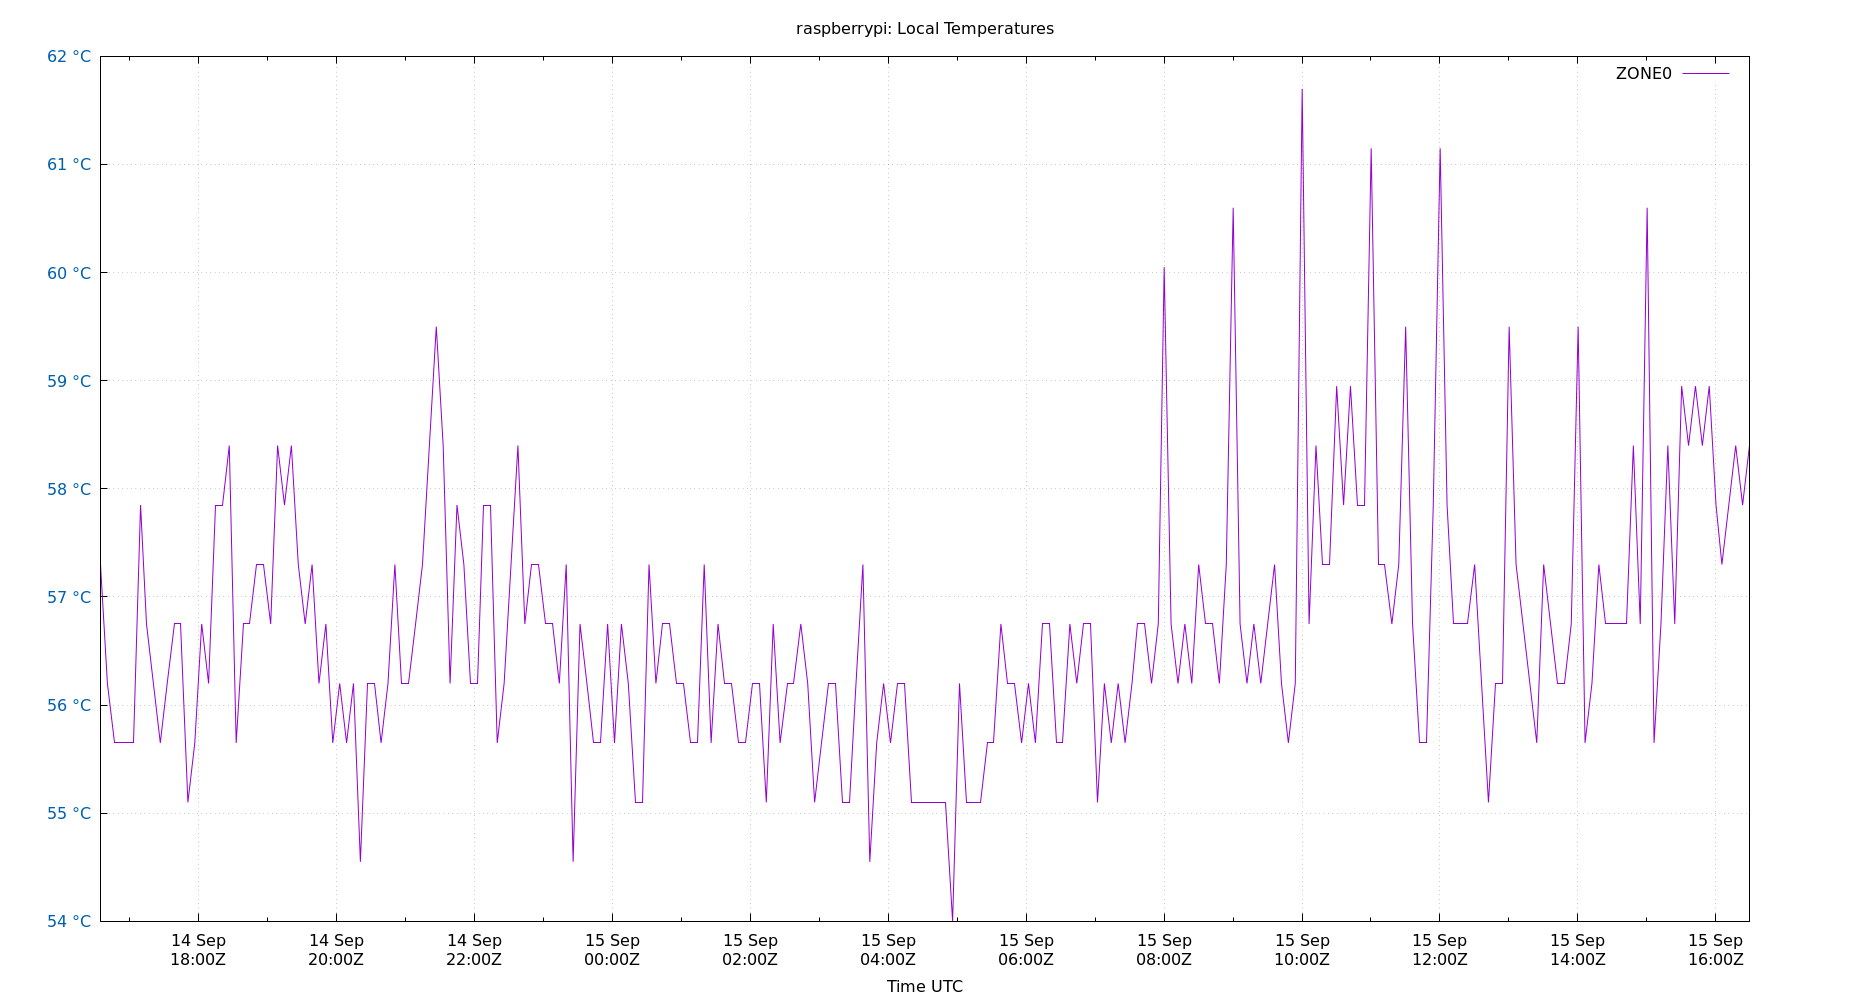 raspberrypi: Local Temperatures
62 °C
ZONE0
61 °C
60 °C
59 °C
58 °C
57 °C
56 °C
55 °C
54 °C
14 Sep 14 Sep 14 Sep 15 Sep 15 Sep 15 Sep 15 Sep 15 Sep 15 Sep 15 Sep 15 Sep 15 Sep
18:00Z 20:00Z 22:00Z 00:00Z 02:00Z 04:00Z 06:00Z 08:00Z 10:00Z 12:00Z 14:00Z 16:00Z
Time UTC